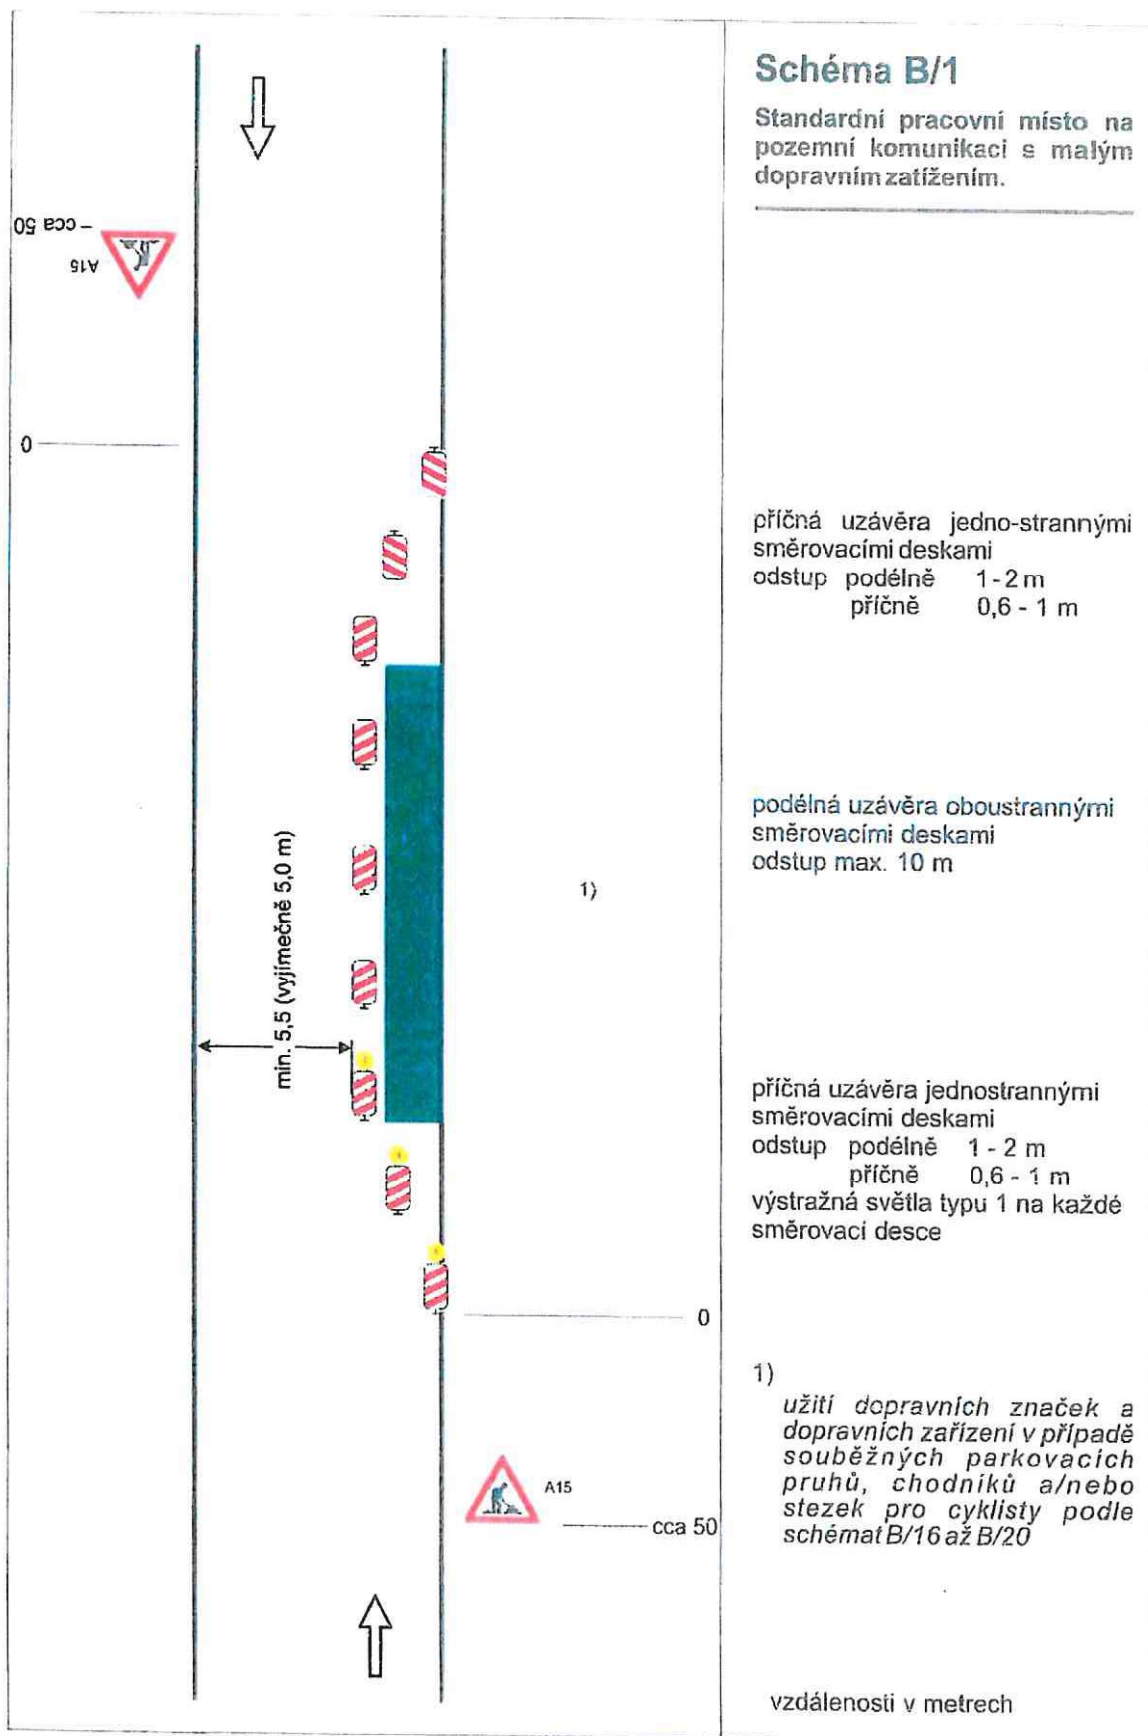 Schéma B/1
Standardní pracovní místo na
pozemní komunikaci s malým
dopravním zatížením.
cca 50
A15
0
příčná uzávěra jedno-strannými
směrovacími deskami
odstup podélně 1-2 m
příčně 0,6 - 1 m
podélná uzávěra oboustrannými
směrovacími deskami
odstup max. 10 m
min. 5,5 (vyjímečně 5,0 m)
1)
příčná uzávěra jednostrannými
směrovacími deskami
odstup podélně 1 - 2 m
příčně 0,6 - 1 m
výstražná světla typu 1 na každé
směrovací desce
0
1)
užití dopravních značek a
dopravních zařízení v případě
souběžných parkovacích
pruhů, chodníků a/nebo
stezek pro cyklisty podle
schémat B/16 až B/20
A15
cca 50
vzdálenosti v metrech